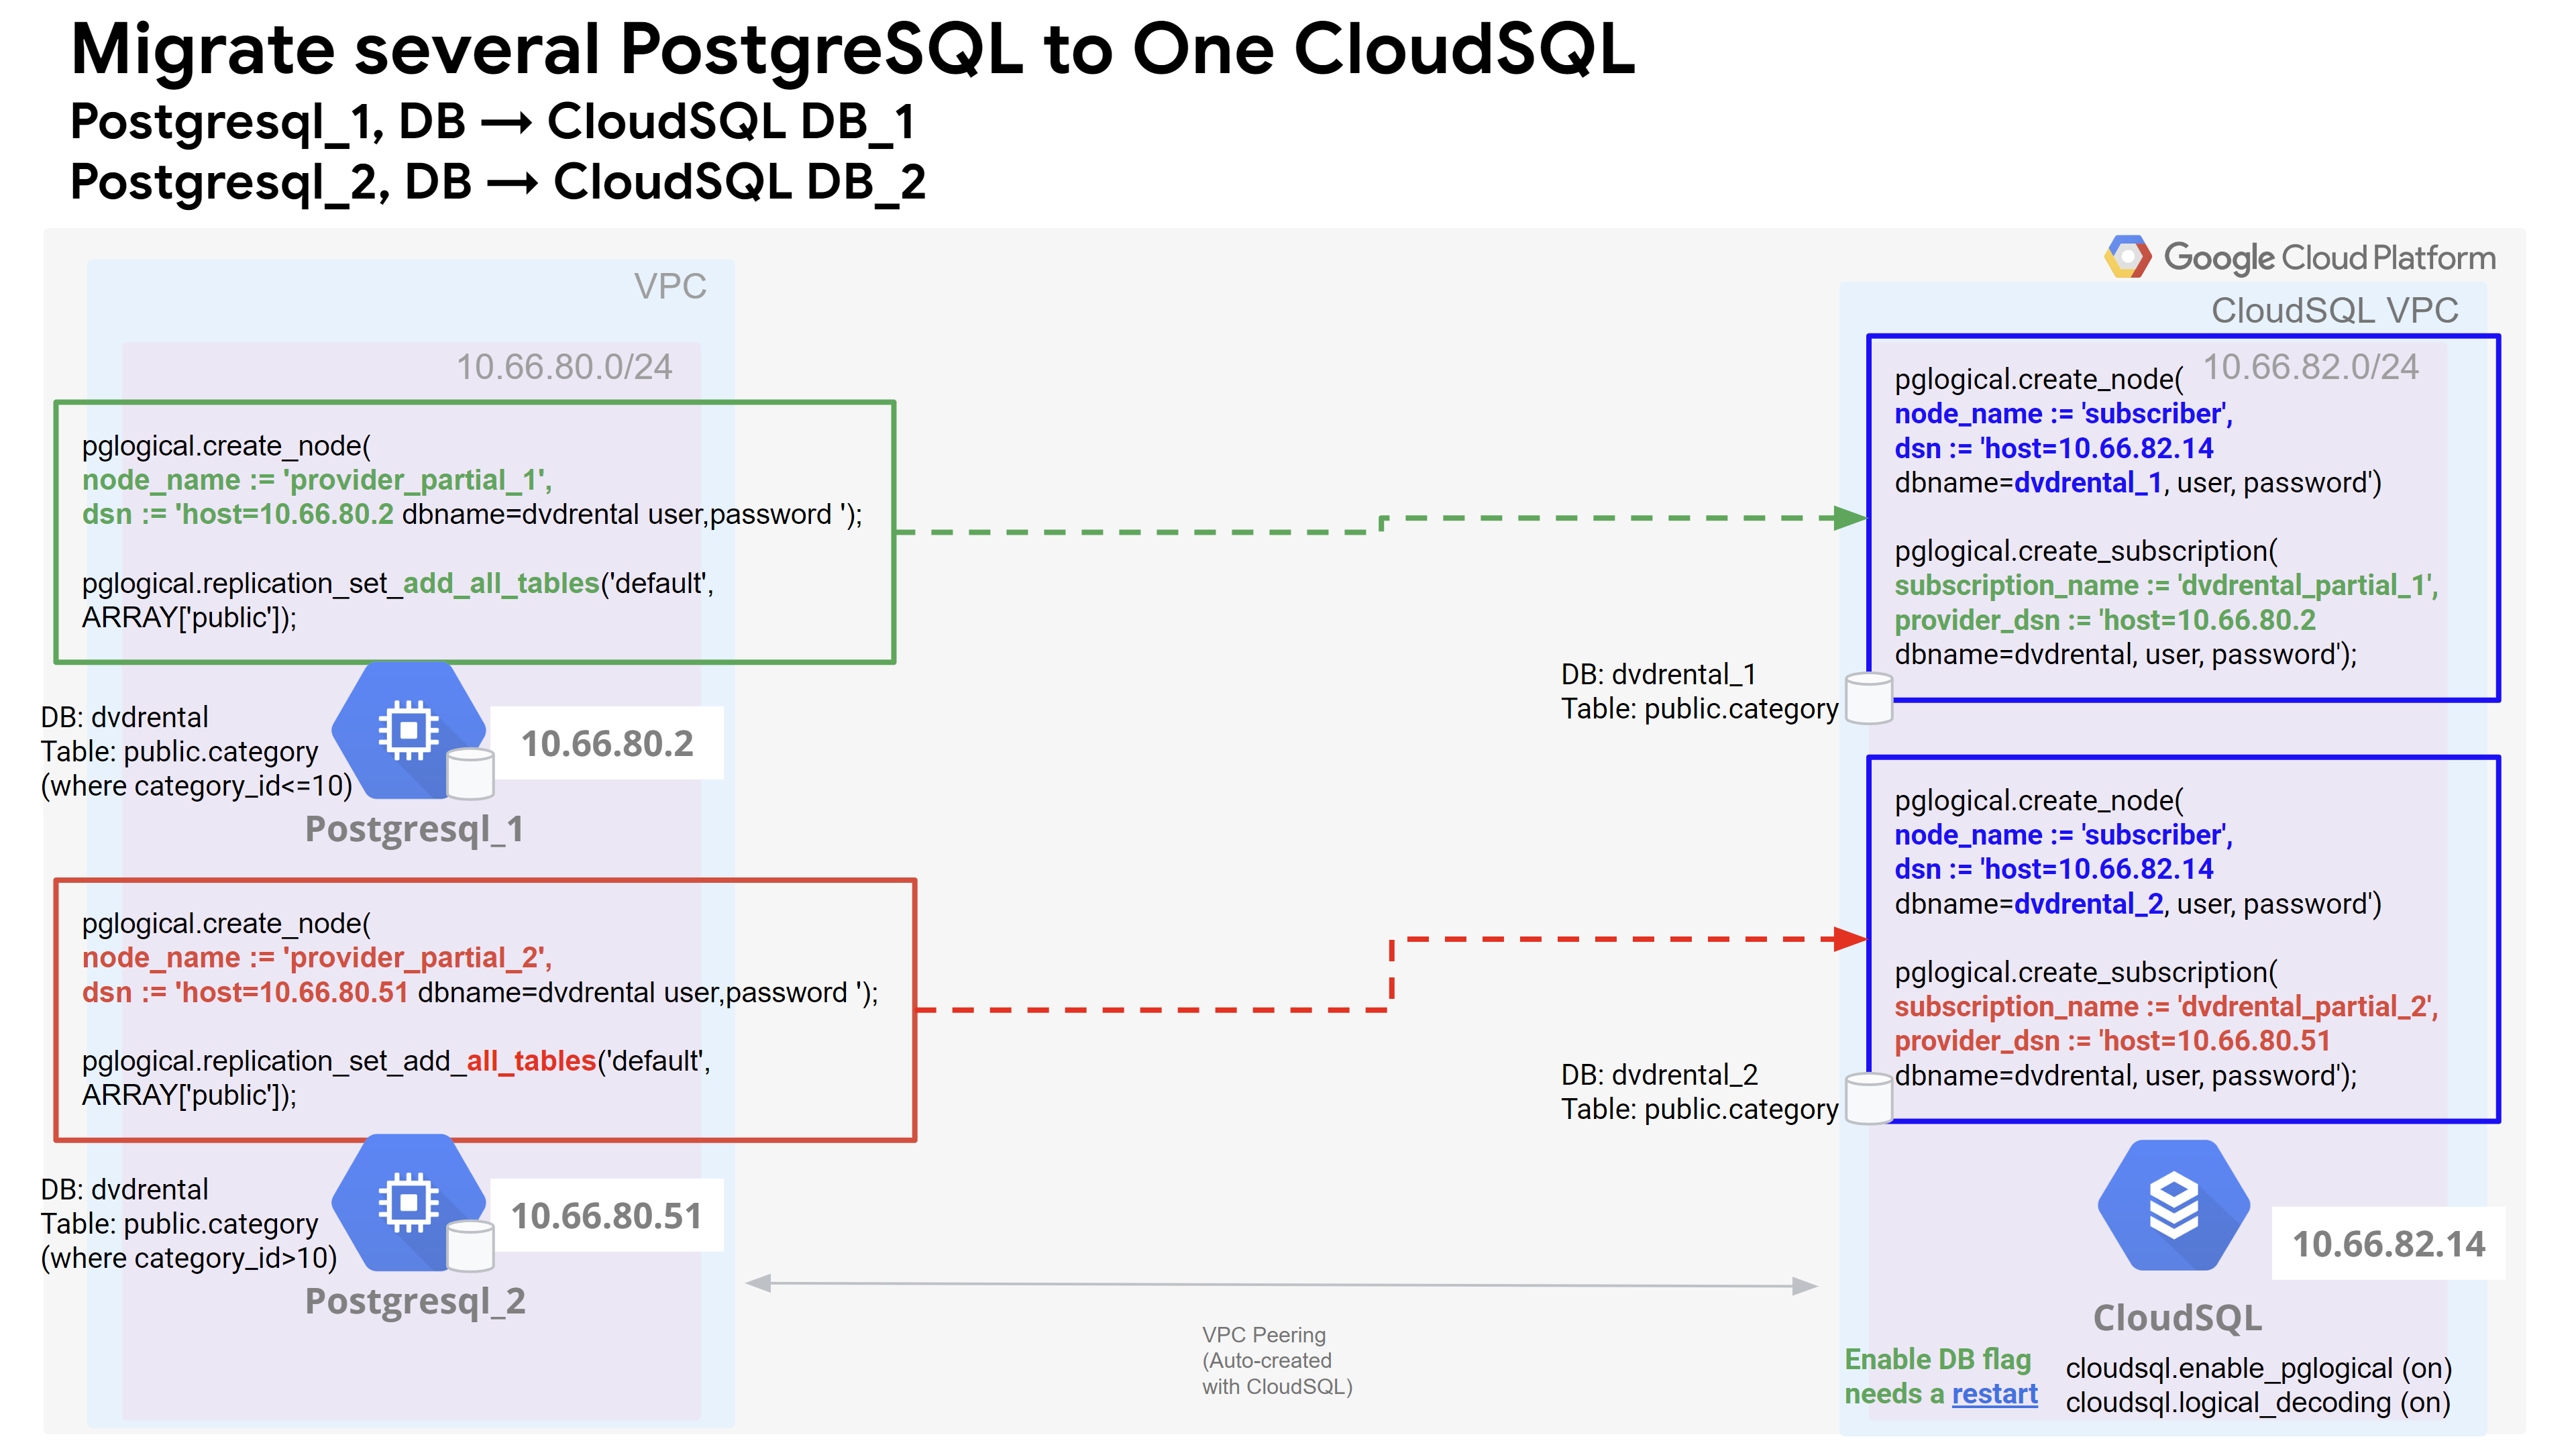 Migrate several PostgreSQL to One CloudSQL
Postgresql_1, DB → CloudSQL DB_1
Postgresql_2, DB → CloudSQL DB_2
Google Cloud Platform
VPC
10.66.80.0/24
pglogical.create_node(
node_name := 'provider_partial_1',
dsn := 'host=10.66.80.2 dbname=dvdrental user,password ');
pglogical.replication_set_add_all_tables('default',
ARRAY['public']);
DB: dvdrental
Table: public.category
(where category_id<=10)
10.66.80.2
Postgresql_1
pglogical.create_node(
node_name := 'provider_partial_2',
dsn := 'host=10.66.80.51 dbname=dvdrental user,password ');
pglogical.replication_set_add_all_tables('default',
ARRAY['public']);
DB: dvdrental
Table: public.category
(where category_id>10)
10.66.80.51
Postgresql_2
VPC Peering
(Auto-created
with CloudSQL)
CloudSQL VPC
10.66.82.0/24
pglogical.create_node(
node_name := 'subscriber',
dsn := 'host=10.66.82.14
dbname=dvdrental_1, user, password')
pglogical.create_subscription(
subscription_name := 'dvdrental_partial_1',
provider_dsn := 'host=10.66.80.2
dbname=dvdrental, user, password');
DB: dvdrental_1
Table: public.category
pglogical.create_node(
node_name := 'subscriber',
dsn := 'host=10.66.82.14
dbname=dvdrental_2, user, password')
pglogical.create_subscription(
subscription_name := 'dvdrental_partial_2',
provider_dsn := 'host=10.66.80.51
dbname=dvdrental, user, password');
DB: dvdrental_2
Table: public.category
10.66.82.14
CloudSQL
Enable DB flag
needs a restart
cloudsql.enable_pglogical (on)
cloudsql.logical_decoding (on)